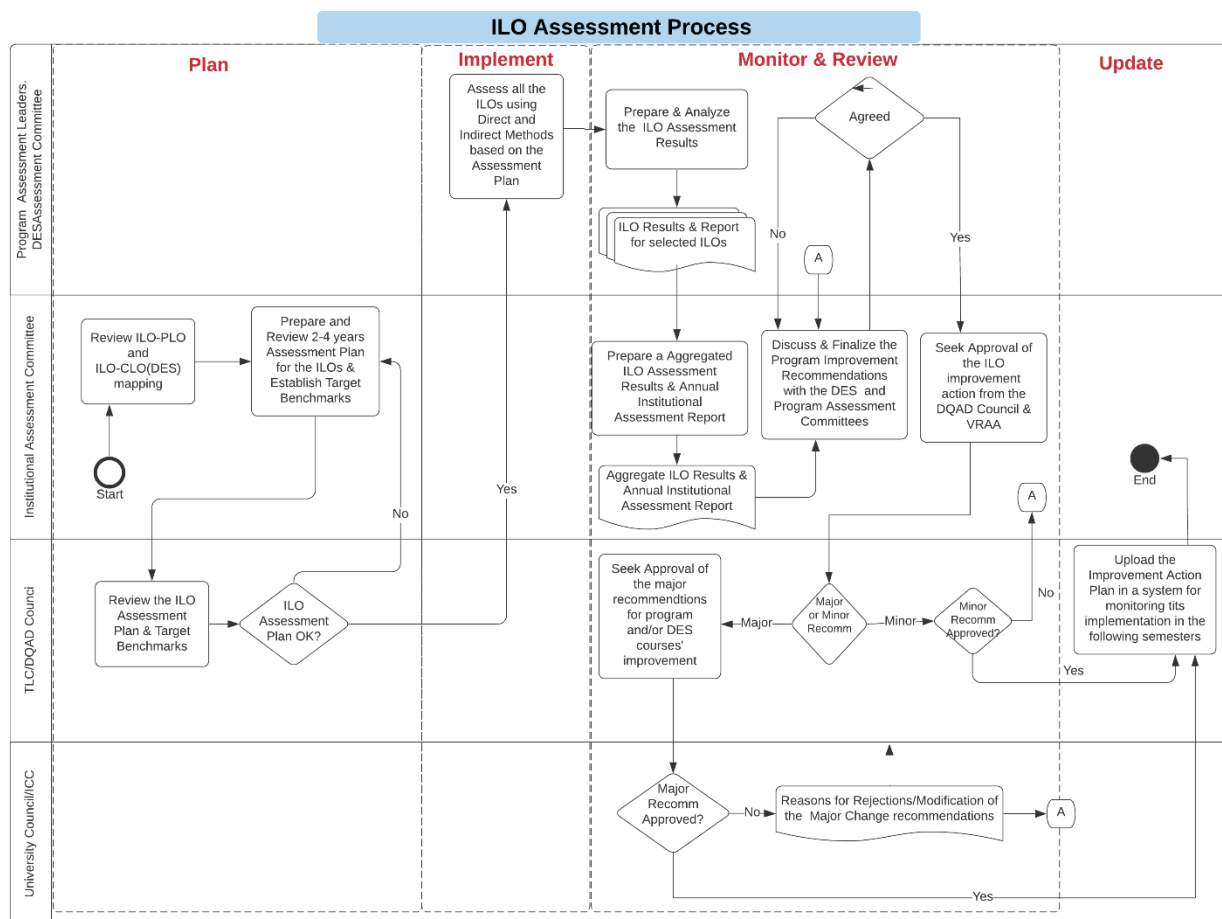 ILO Assessment Process
Plan
Implement
Monitor & Review
Update
Program Assessment Leaders.
DESAssessment Committee
Assess all the
ILOs using
Direct and
Indirect Methods
based on the
Assessment
Plan
Prepare & Analyze
the ILO Assessment
Results
Agreed
ILO Results & Report
for selected ILOs
No
Yes
A
Institutional Assessment Committee
Review ILO-PLO
and
ILO-CLO(DES)
mapping
Prepare and
Review 2-4 years
Assessment Plan
for the ILOs &
Establish Target
Benchmarks
Prepare a Aggregated
ILO Assessment
Results & Annual
Institutional
Assessment Report
Discuss & Finalize the
Program Improvement
Recommendations
with the DES and
Program Assessment
Committees
Seek Approval of
the ILO
improvement
action from the
DQAD Council &
VRAA
Start
Aggregate ILO Results &
Annual Institutional
Assessment Report
End
Yes
No
A
TLC/DQAD Counci
Review the ILO
Assessment
Plan & Target
Benchmarks
ILO
Assessment
Plan OK?
Seek Approval of
the major
recommendtions
for program
and/or DES
courses'
improvement
Major
Major
or Minor
Recomm
Minor
Minor
Recomm
Approved?
No
Upload the
Improvement Action
Plan in a system for
monitoring tits
implementation in the
following semesters
Yes
University Council/ICC
Major
Recomm
Approved?
No
Reasons for Rejections/Modification of
the Major Change recommendations
A
Yes